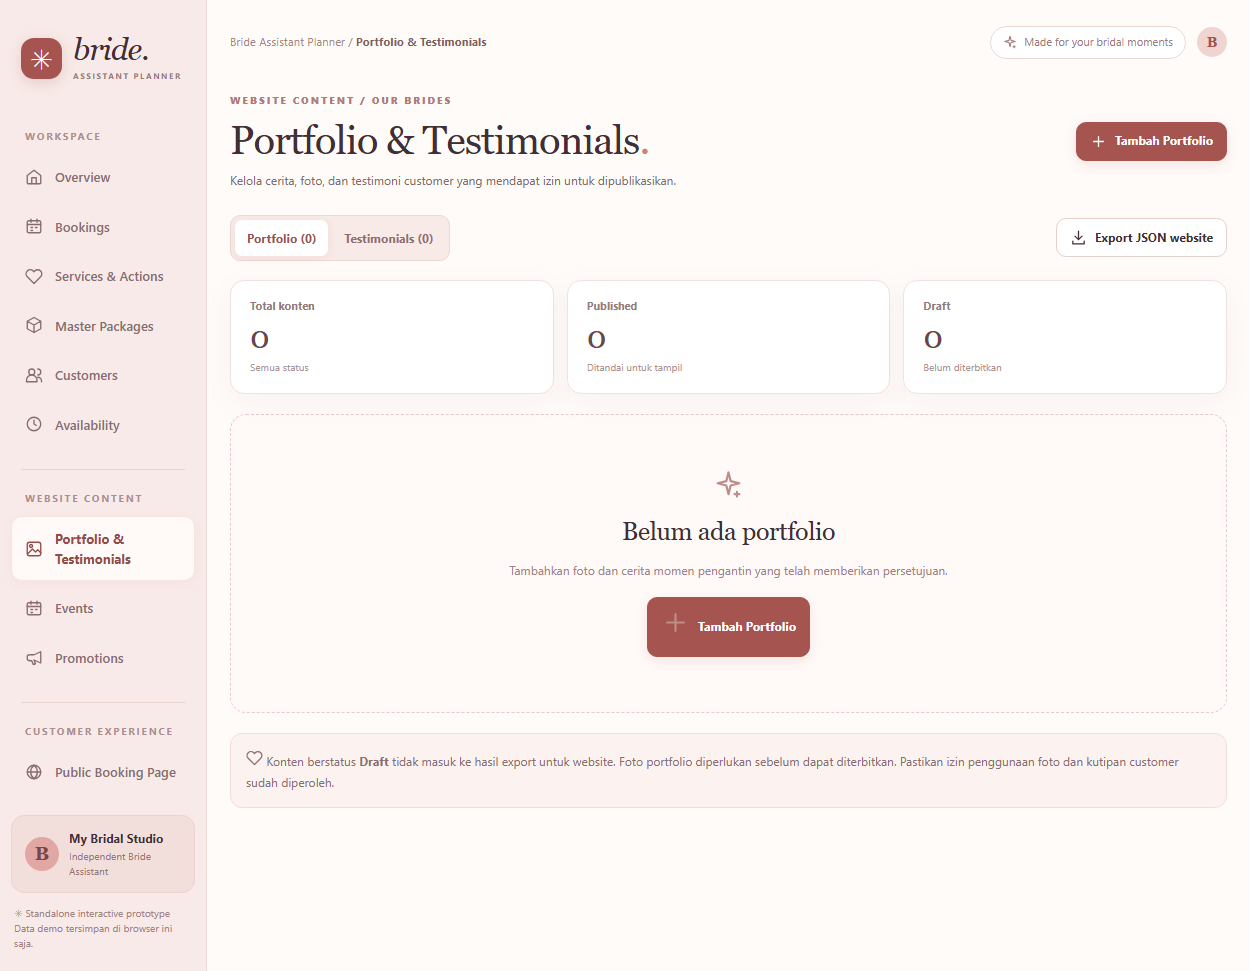 bride.
ASSISTANT PLANNER
WORKSPACE
Overview
Bookings
Services & Actions
Master Packages
Customers
Availability
WEBSITE CONTENT
Portfolio &
Testimonials
Events
Promotions
CUSTOMER EXPERIENCE
Public Booking Page
B
My Bridal Studio
Independent Bride
Assistant
✳ Standalone interactive prototype
Data demo tersimpan di browser ini
saja.
Bride Assistant Planner / Portfolio & Testimonials
Made for your bridal moments
B
WEBSITE CONTENT / OUR BRIDES
Portfolio & Testimonials.
Kelola cerita, foto, dan testimoni customer yang mendapat izin untuk dipublikasikan.
Tambah Portfolio
Portfolio (0)
Testimonials (0)
Export JSON website
Total konten
0
Semua status
Published
0
Ditandai untuk tampil
Draft
0
Belum diterbitkan
Belum ada portfolio
Tambahkan foto dan cerita momen pengantin yang telah memberikan persetujuan.
Tambah Portfolio
Konten berstatus Draft tidak masuk ke hasil export untuk website. Foto portfolio diperlukan sebelum dapat diterbitkan. Pastikan izin penggunaan foto dan kutipan customer
sudah diperoleh.